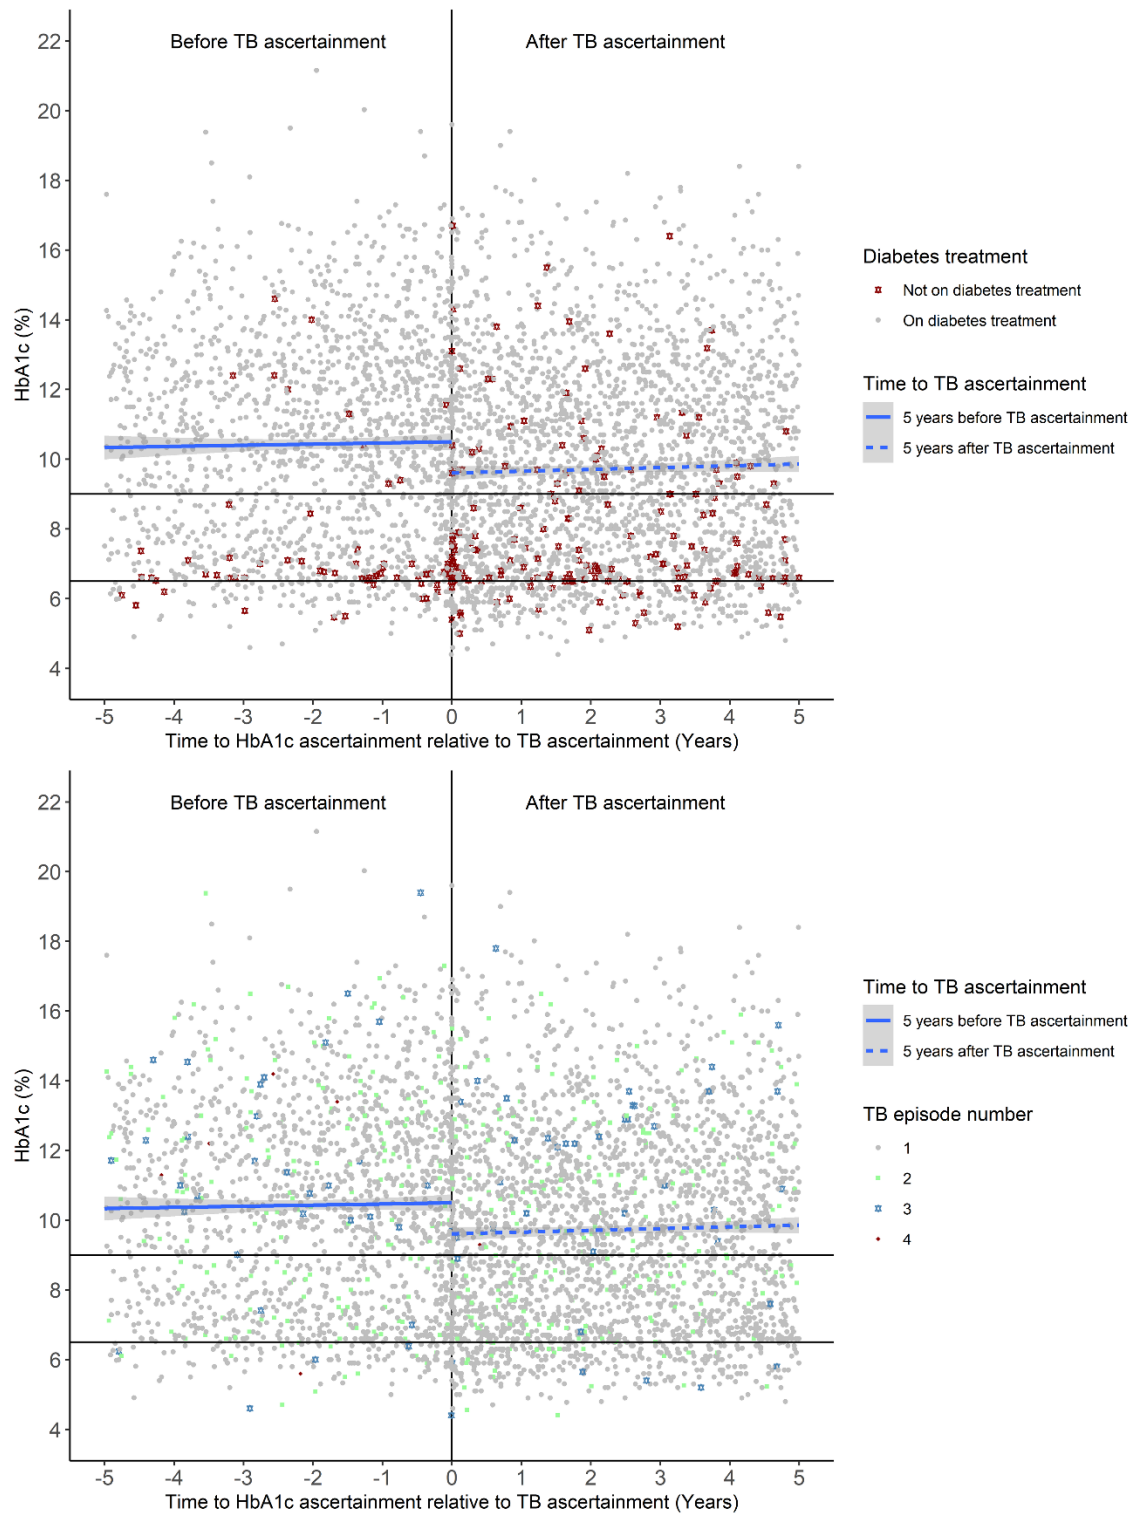 Before TB ascertainment
After TB ascertainment
22
20
18
16
14
12
10
8
6
4
HbA1c (%)
-5 -4 -3 -2 -1 0 1 2 3 4 5
Time to HbA1c ascertainment relative to TB ascertainment (Years)
Diabetes treatment
Not on diabetes treatment
On diabetes treatment
Time to TB ascertainment
5 years before TB ascertainment
5 years after TB ascertainment
Before TB ascertainment
After TB ascertainment
22
20
18
16
14
12
10
8
6
4
HbA1c (%)
-5 -4 -3 -2 -1 0 1 2 3 4 5
Time to HbA1c ascertainment relative to TB ascertainment (Years)
Time to TB ascertainment
5 years before TB ascertainment
5 years after TB ascertainment
TB episode number
1
2
3
4